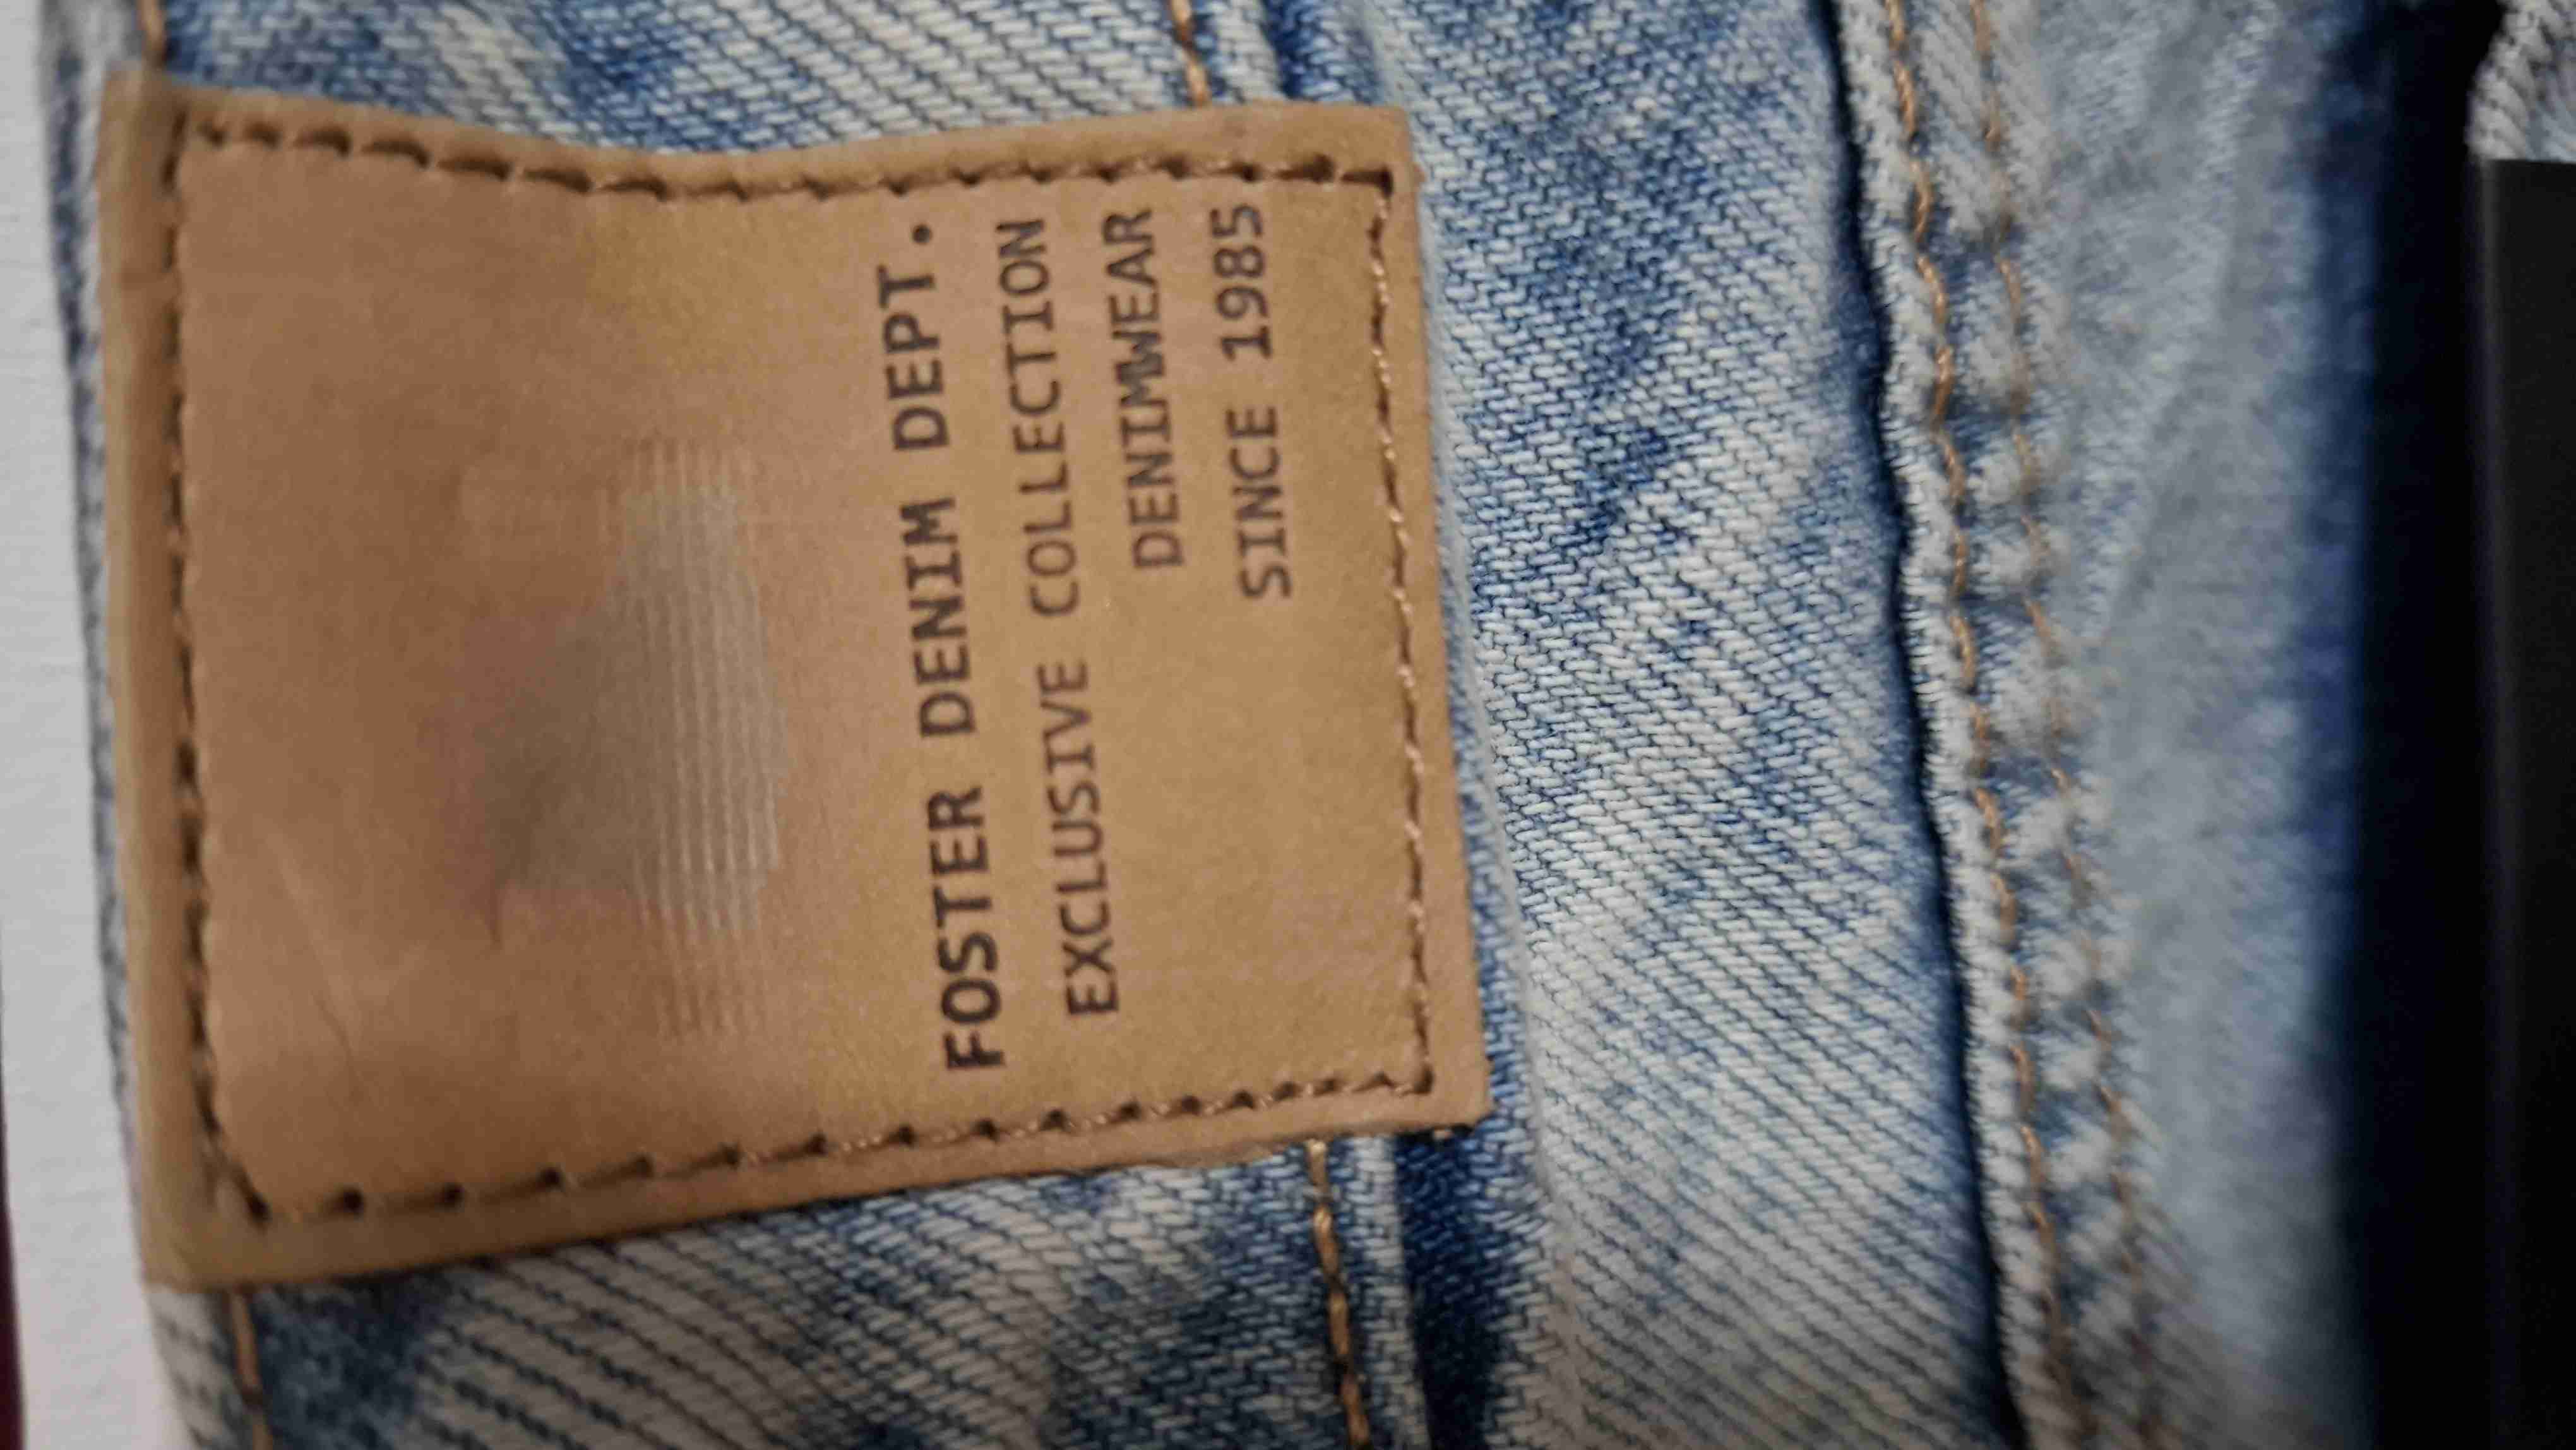 FOSTER DENIM DEPT.
EXCLUSIVE COLLECTION
DENIMWEAR
SINCE 1985